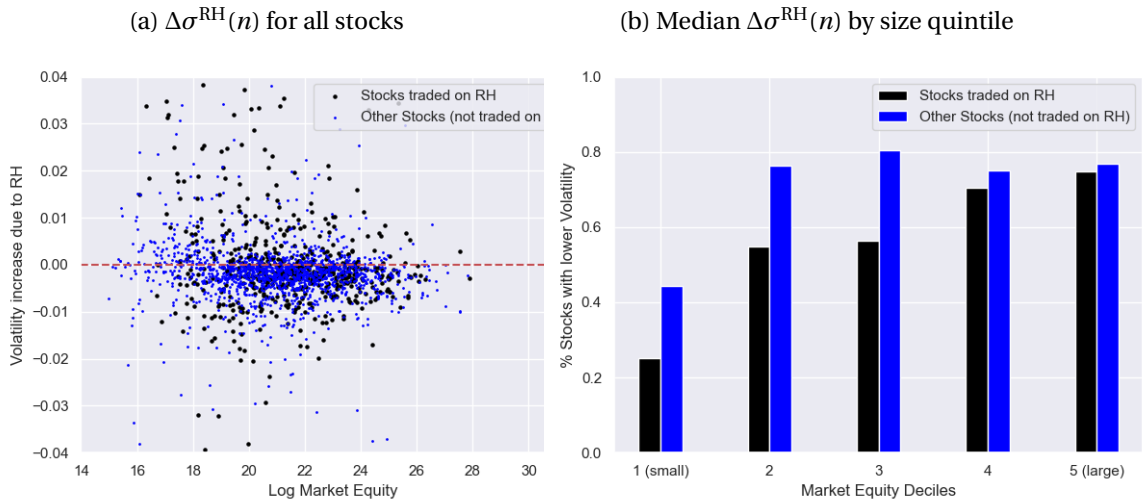 (a) Δσ^RH(n) for all stocks
(b) Median Δσ^RH(n) by size quintile
Volatility increase due to RH
0.04
0.03
0.02
0.01
0.00
−0.01
−0.02
−0.03
−0.04
14
16
18
20
22
24
26
28
30
Log Market Equity
Stocks traded on RH
Other Stocks (not traded on
% Stocks with lower Volatility
1.0
0.8
0.6
0.4
0.2
0.0
1 (small)
2
3
4
5 (large)
Market Equity Deciles
Stocks traded on RH
Other Stocks (not traded on RH)